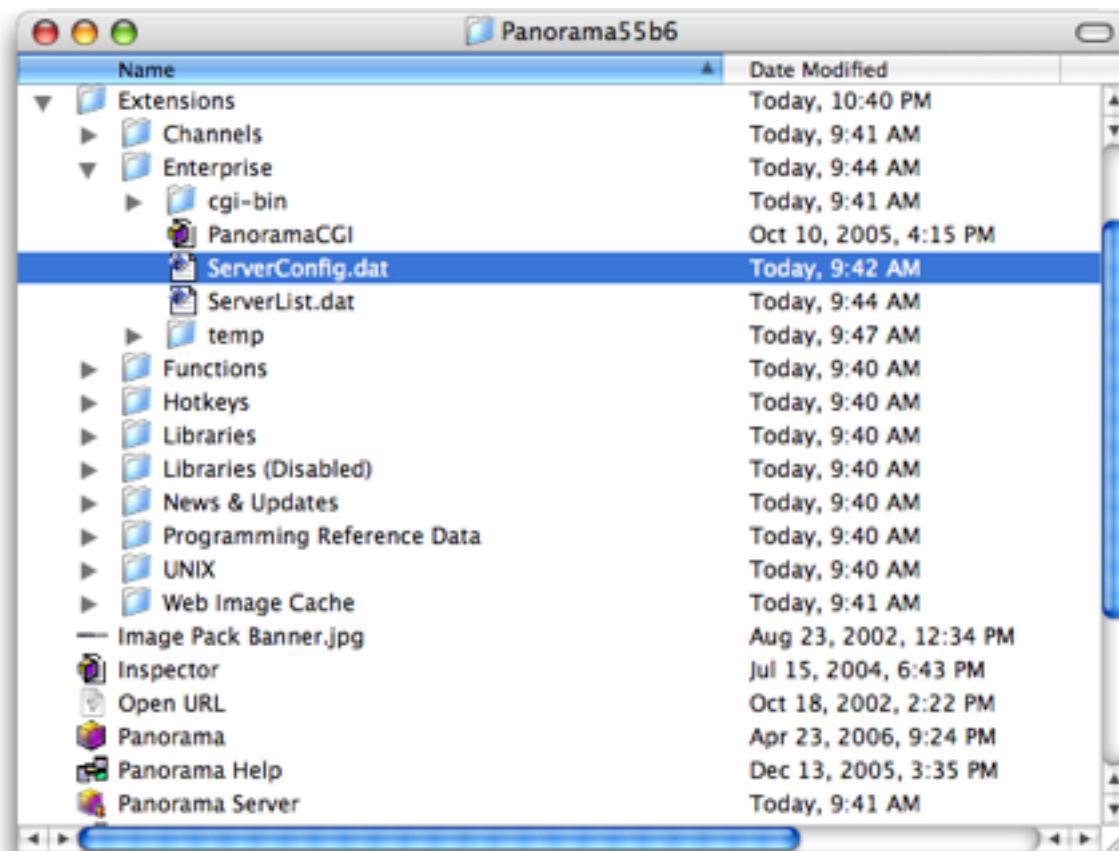 Panorama55b6
Name Date Modified
Extensions Today, 10:40 PM
Channels Today, 9:41 AM
Enterprise Today, 9:44 AM
cgi-bin Today, 9:41 AM
PanoramaCGI Oct 10, 2005, 4:15 PM
ServerConfig.dat Today, 9:42 AM
ServerList.dat Today, 9:44 AM
temp Today, 9:47 AM
Functions Today, 9:40 AM
Hotkeys Today, 9:40 AM
Libraries Today, 9:40 AM
Libraries (Disabled) Today, 9:40 AM
News & Updates Today, 9:40 AM
Programming Reference Data Today, 9:40 AM
UNIX Today, 9:40 AM
Web Image Cache Today, 9:41 AM
Image Pack Banner.jpg Aug 23, 2002, 12:34 PM
Inspector Jul 15, 2004, 6:43 PM
Open URL Oct 18, 2002, 2:22 PM
Panorama Apr 23, 2006, 9:24 PM
Panorama Help Dec 13, 2005, 3:35 PM
Panorama Server Today, 9:41 AM